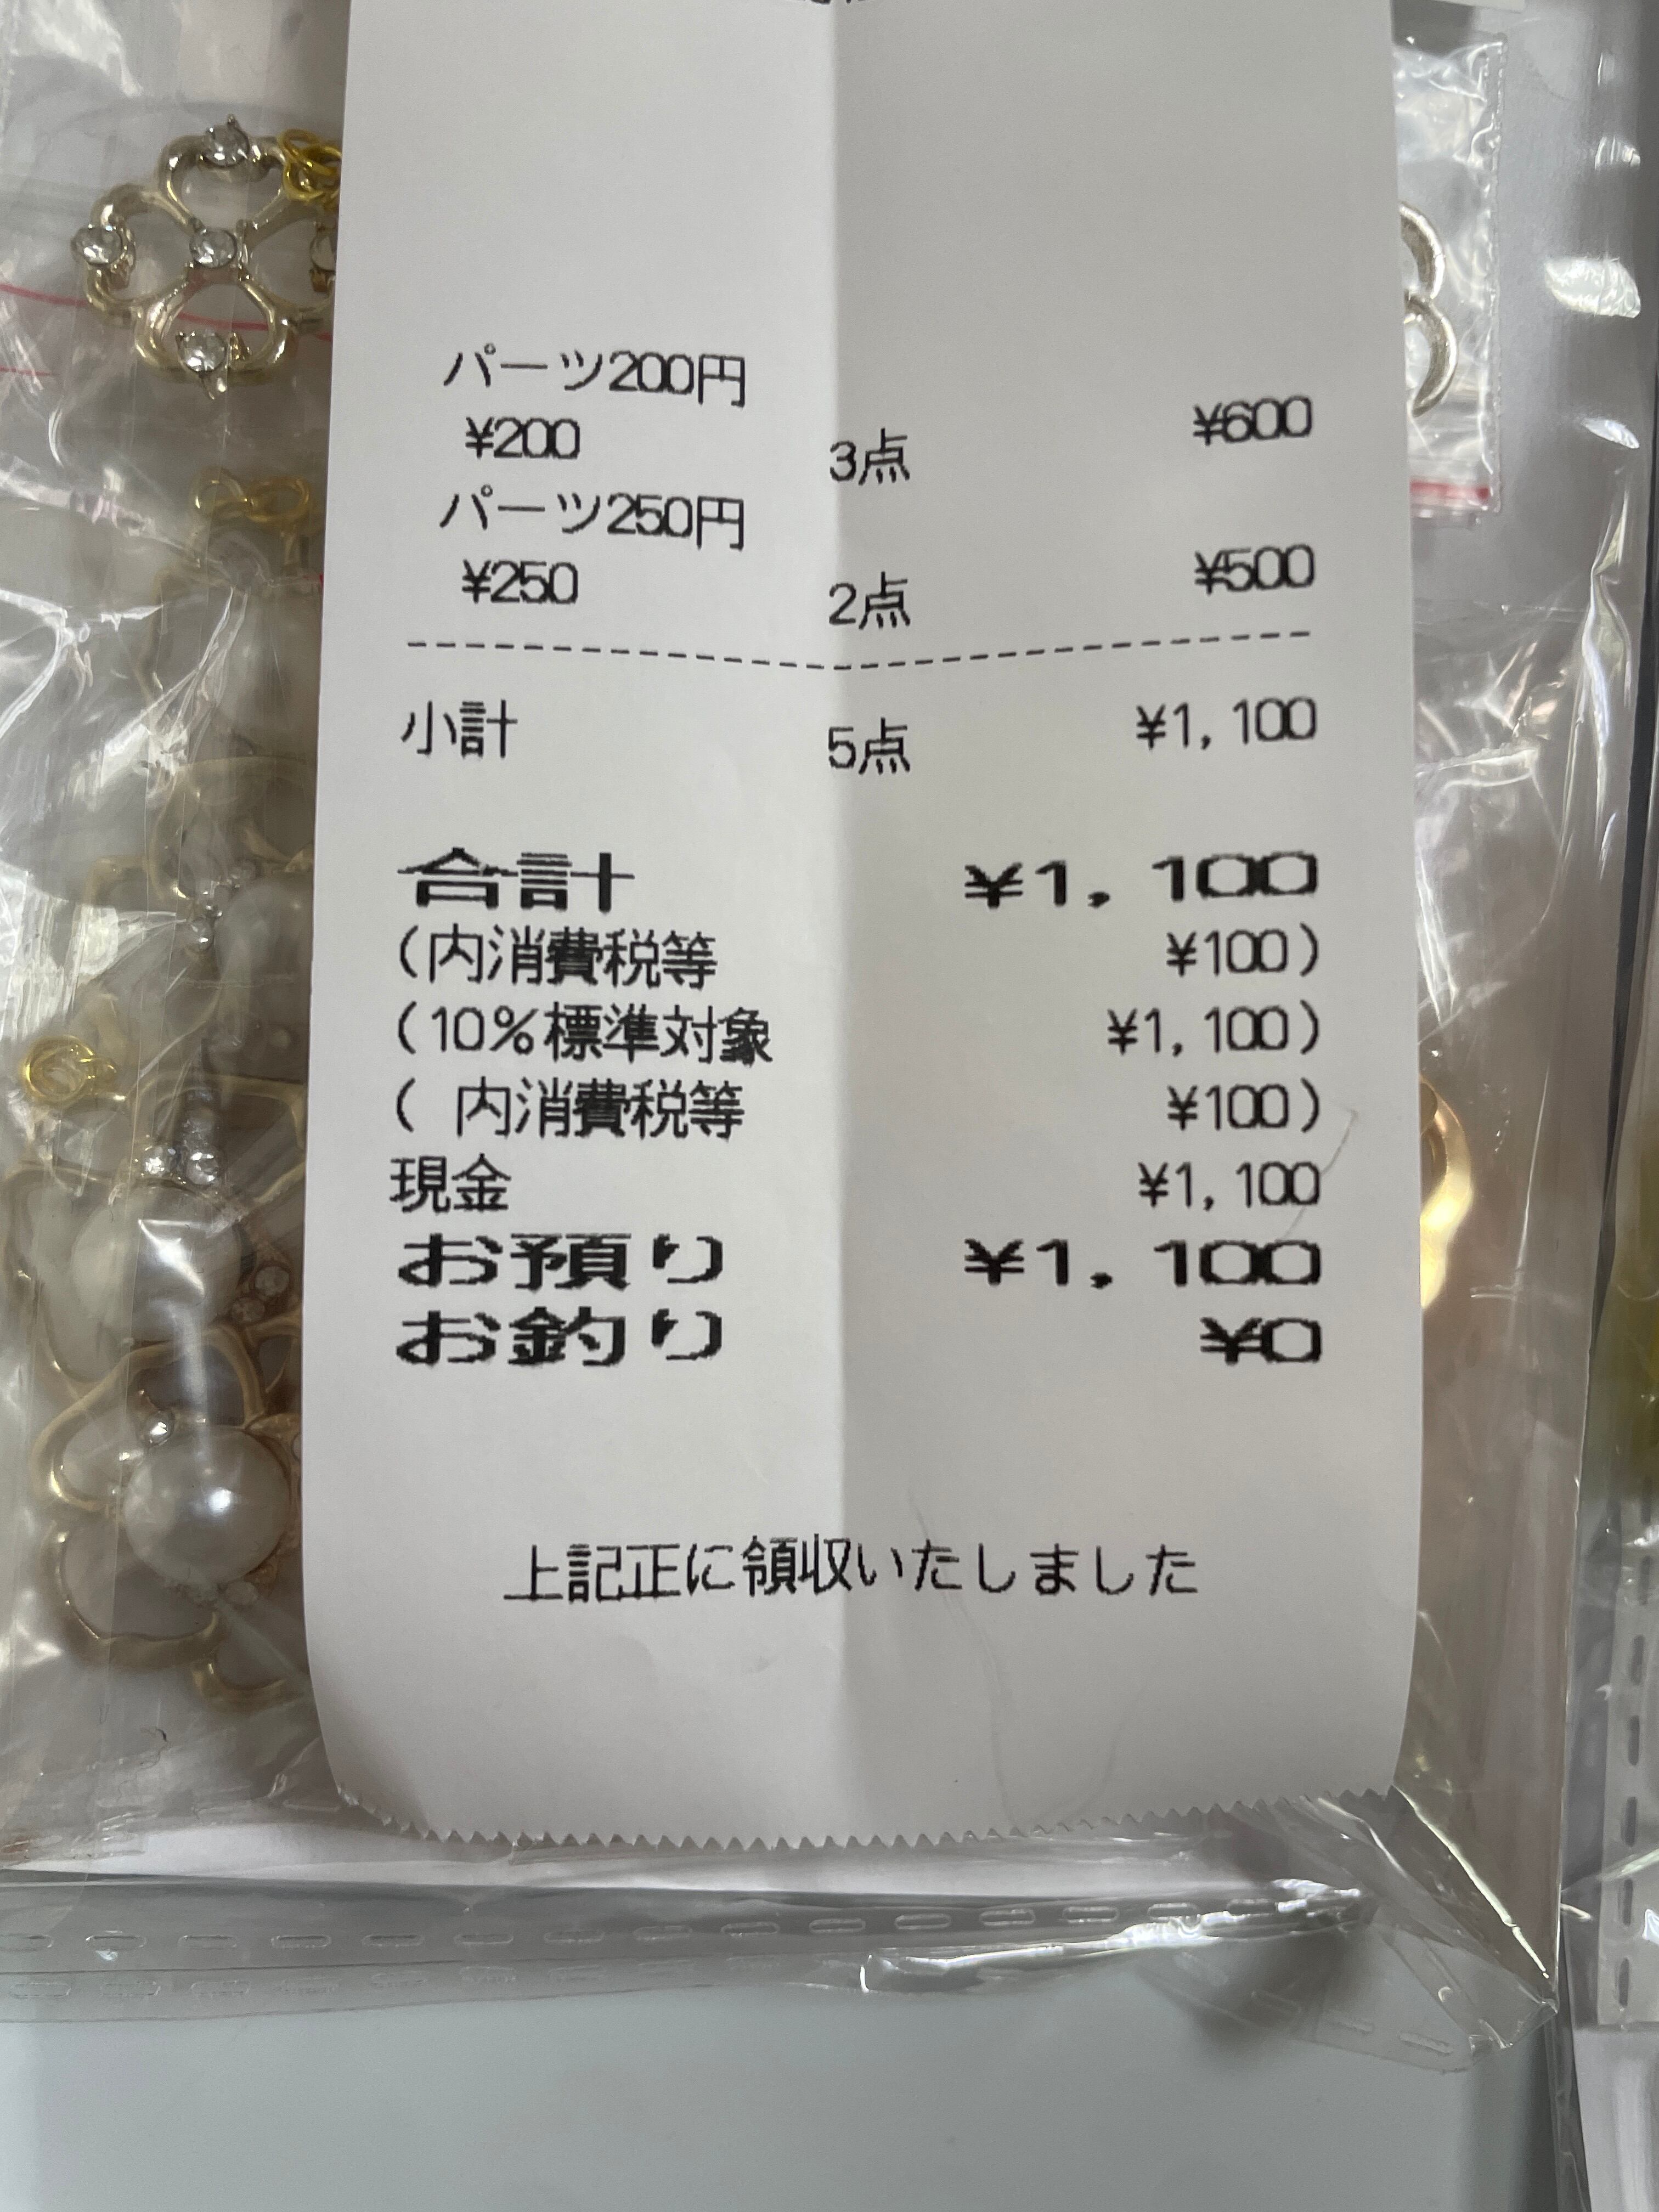 パーツ200円
¥200 3点 ¥600
パーツ250円
¥250 2点 ¥500
小計 5点 ¥1,100
合計 ¥1,100
(内消費税等 ¥100)
(10%標準対象 ¥1,100)
( 内消費税等 ¥100)
現金 ¥1,100
お預り ¥1,100
お釣り ¥0
上記正に領収いたしました